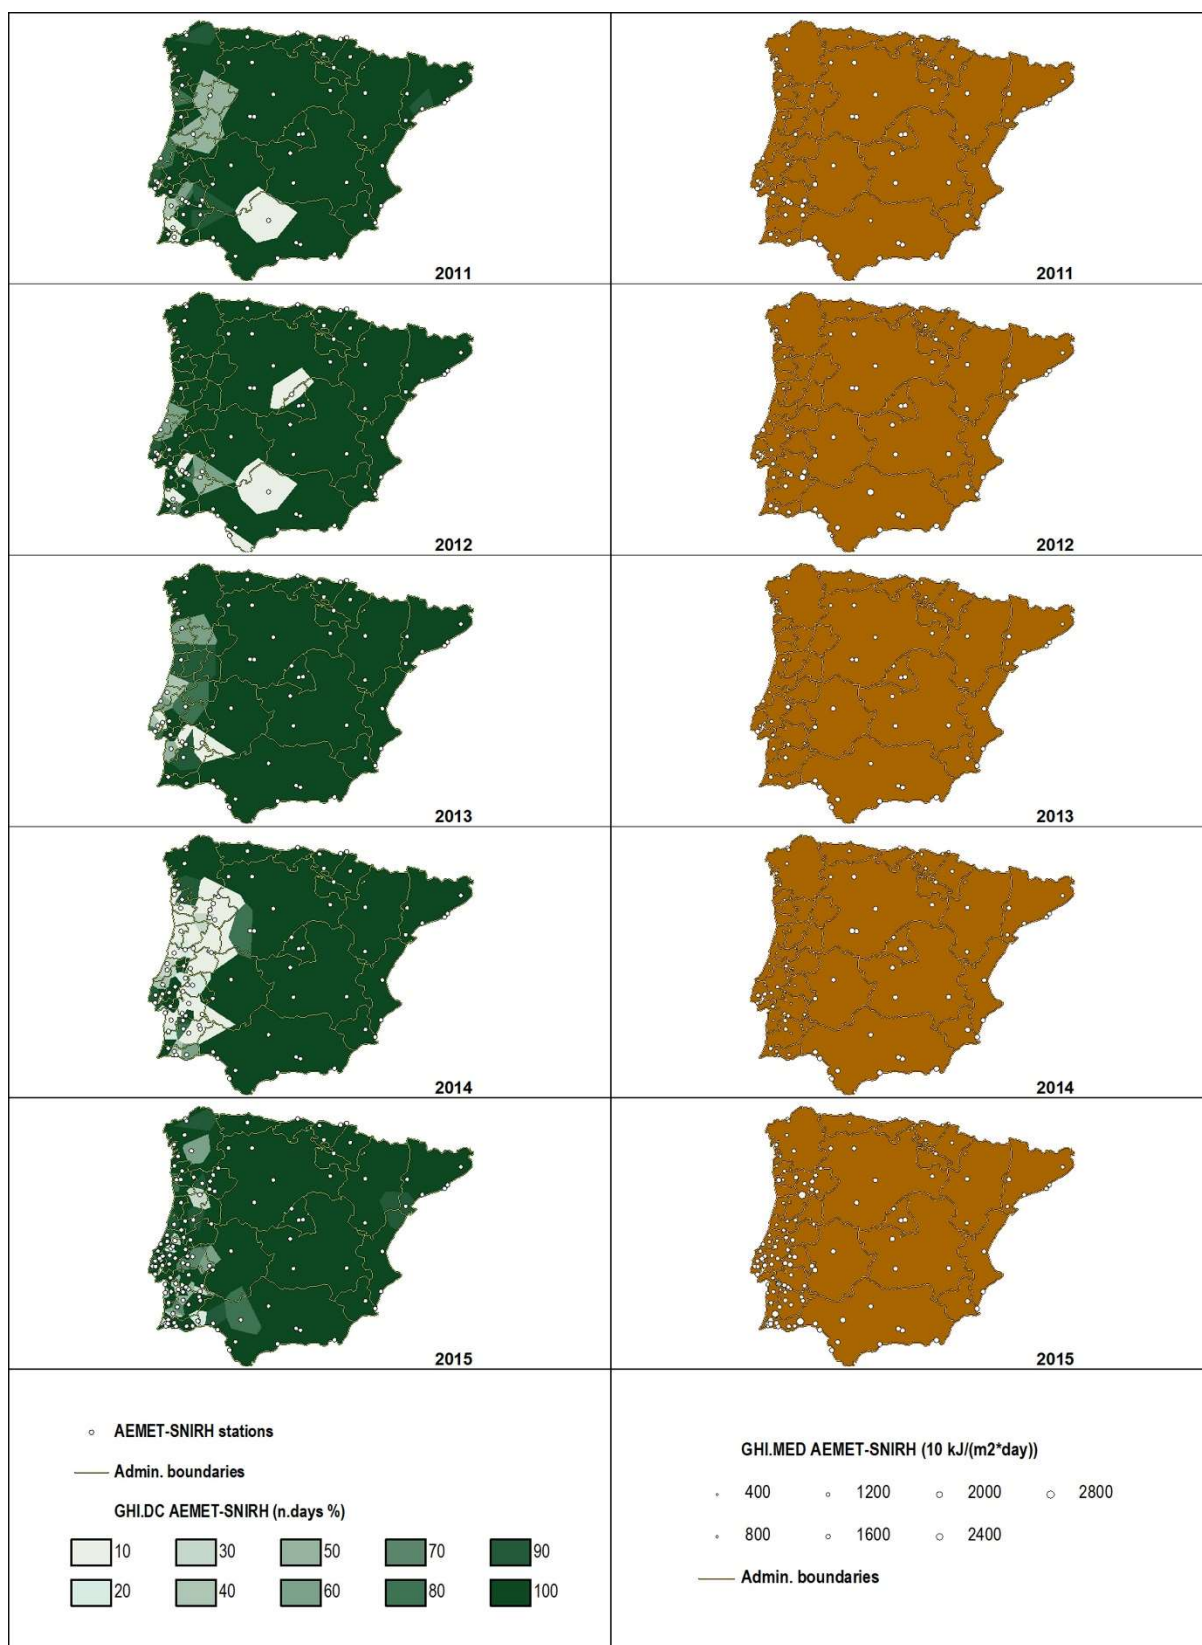 2011
2011
2012
2012
2013
2013
2014
2014
2015
2015
AEMET-SNIRH stations
Admin. boundaries
GHI.DC AEMET-SNIRH (n.days %)
10 30 50 70 90
20 40 60 80 100
GHI.MED AEMET-SNIRH (10 kJ/(m2*day))
400 1200 2000 2800
800 1600 2400
Admin. boundaries